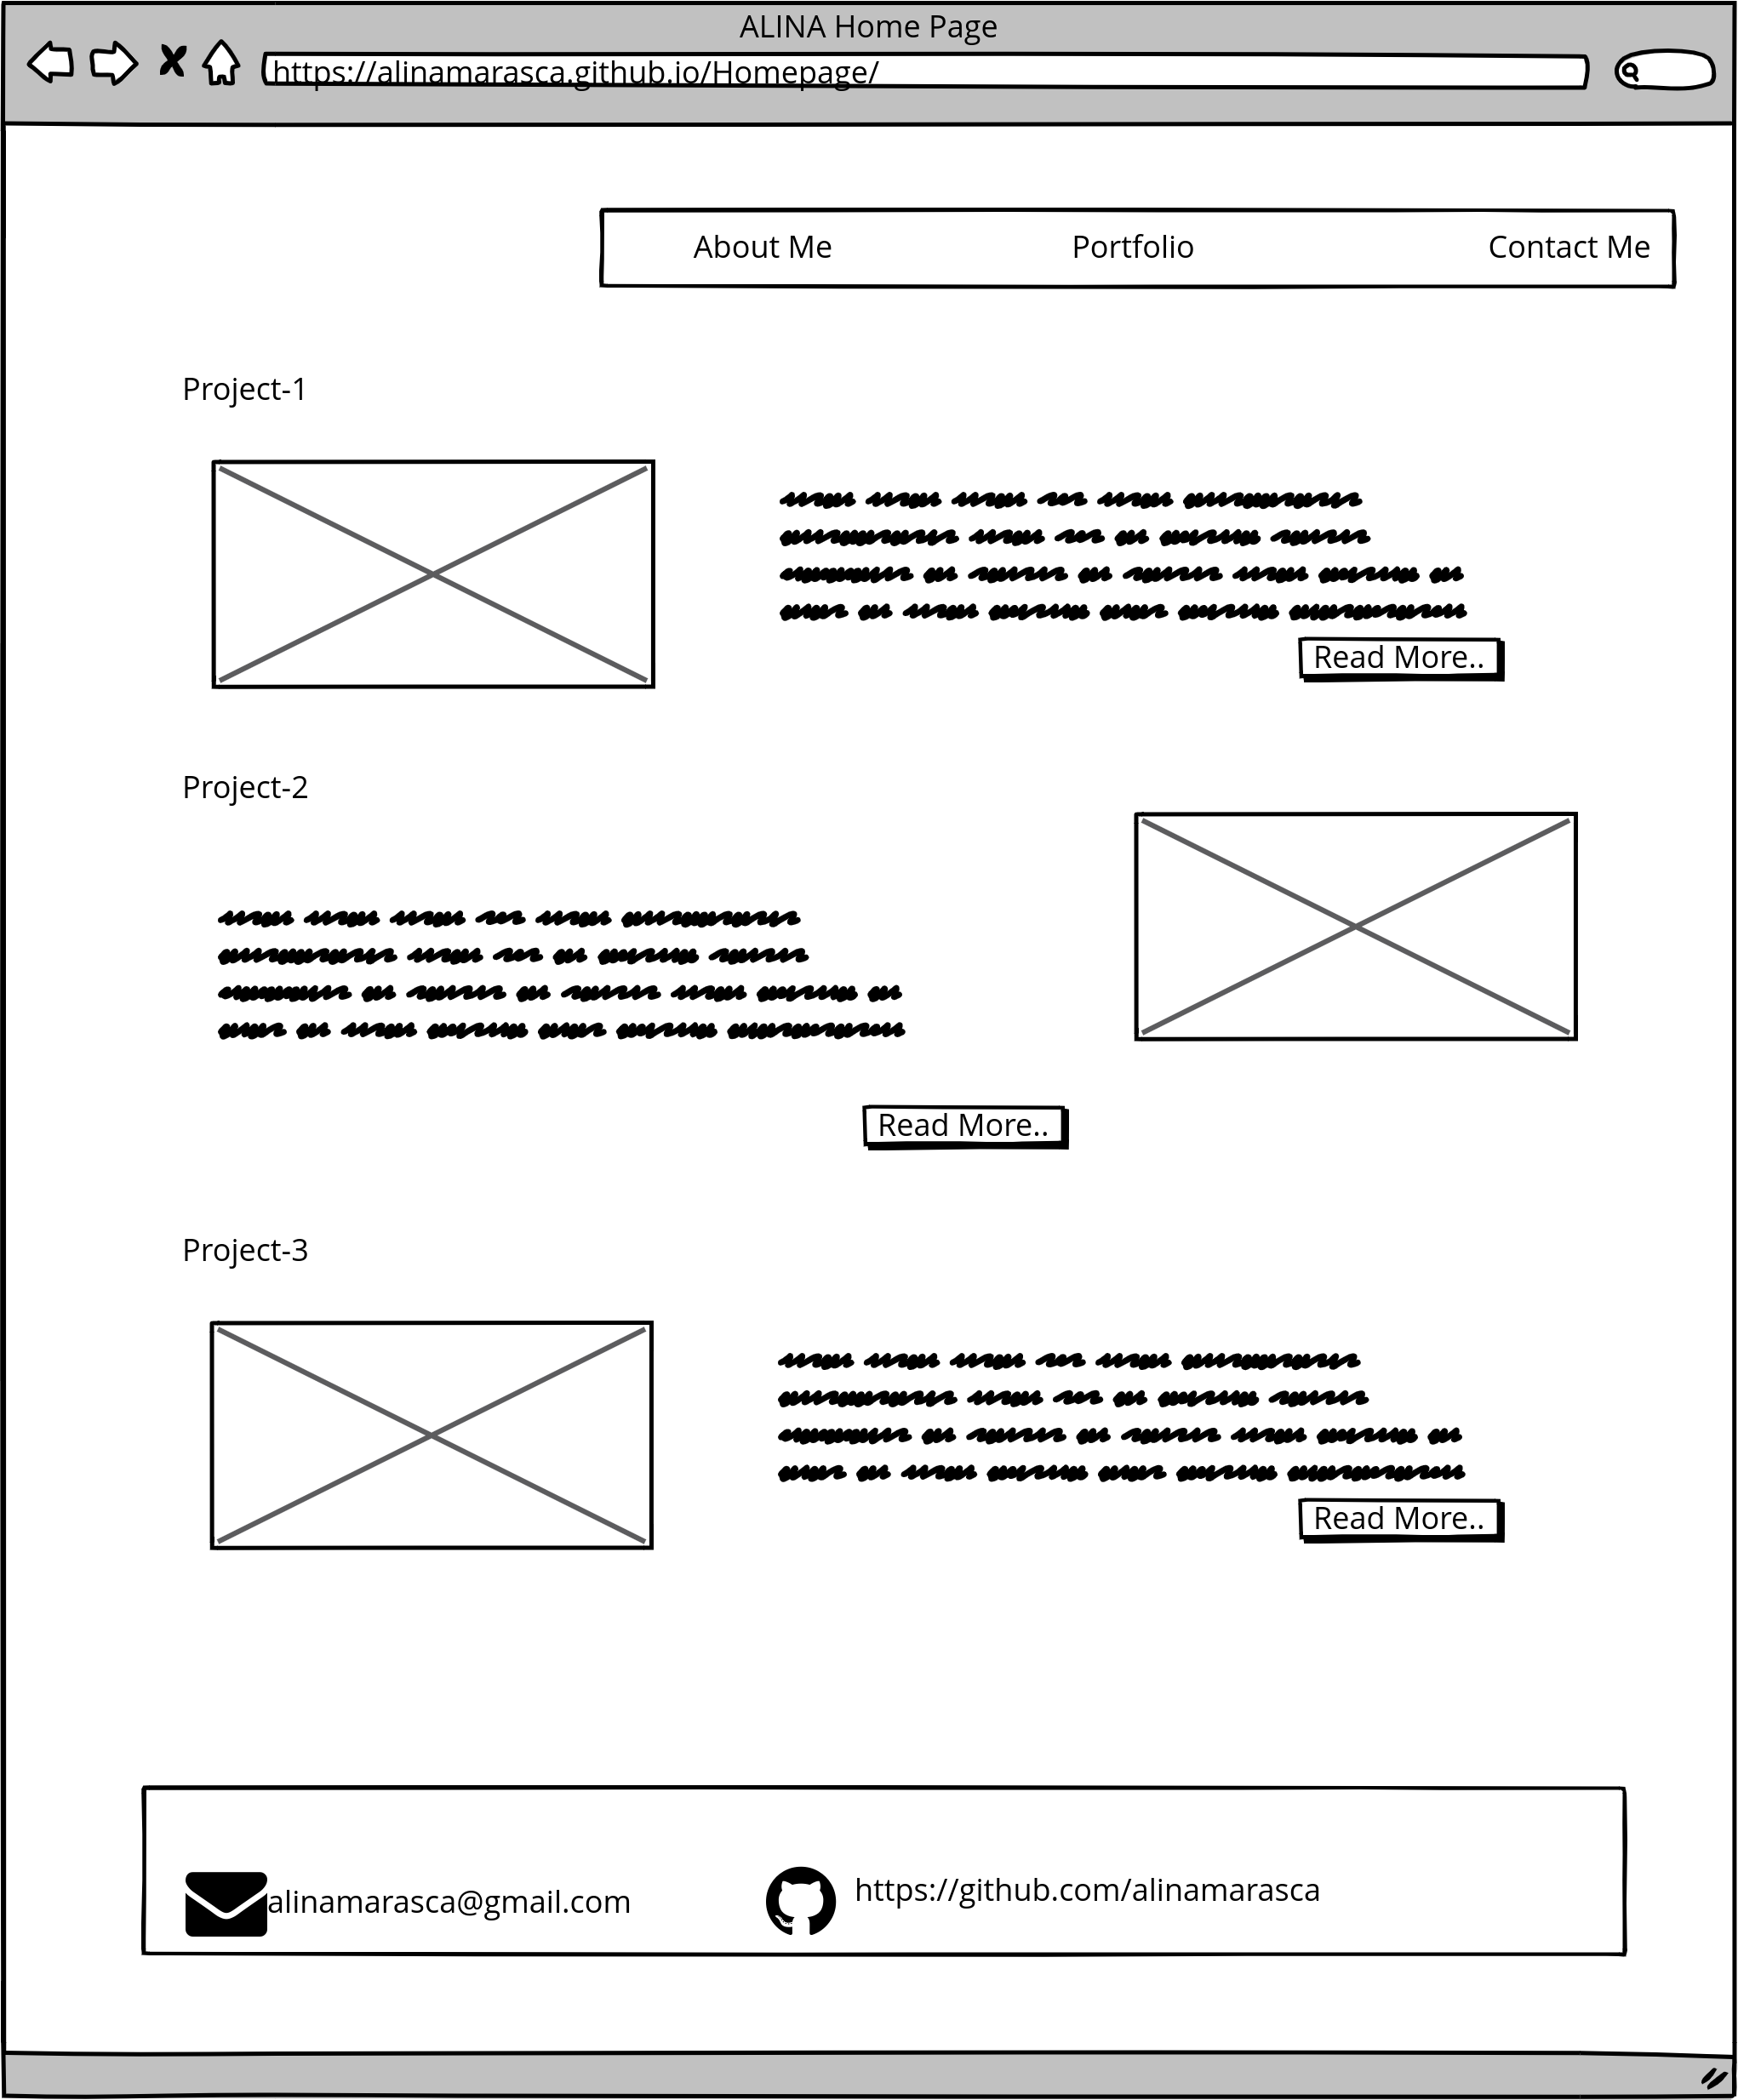 ALINA Home Page
https://alinamarasca.github.io/Homepage/
About Me Portfolio Contact Me
Project-1
Read More..
Project-2
Read More..
Project-3
Read More..
alinamarasca@gmail.com
https://github.com/alinamarasca